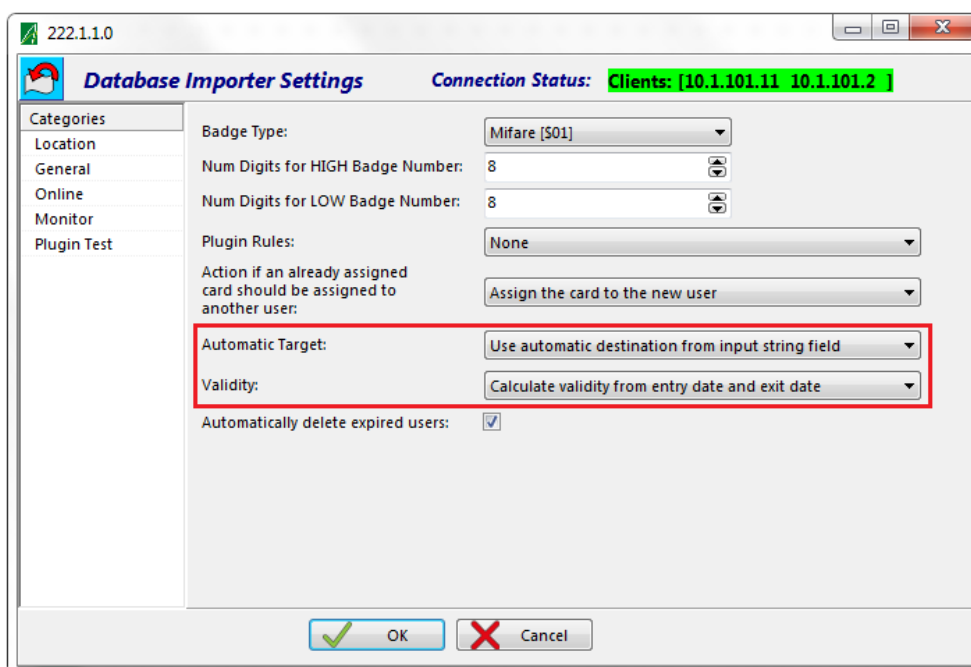 222.1.1.0
Database Importer Settings Connection Status: Clients: [10.1.101.11 10.1.101.2 ]
Categories
Location
General
Online
Monitor
Plugin Test
Badge Type: Mifare [$01]
Num Digits for HIGH Badge Number: 8
Num Digits for LOW Badge Number: 8
Plugin Rules: None
Action if an already assigned
card should be assigned to
another user:
Assign the card to the new user
Automatic Target: Use automatic destination from input string field
Validity: Calculate validity from entry date and exit date
Automatically delete expired users:
OK Cancel